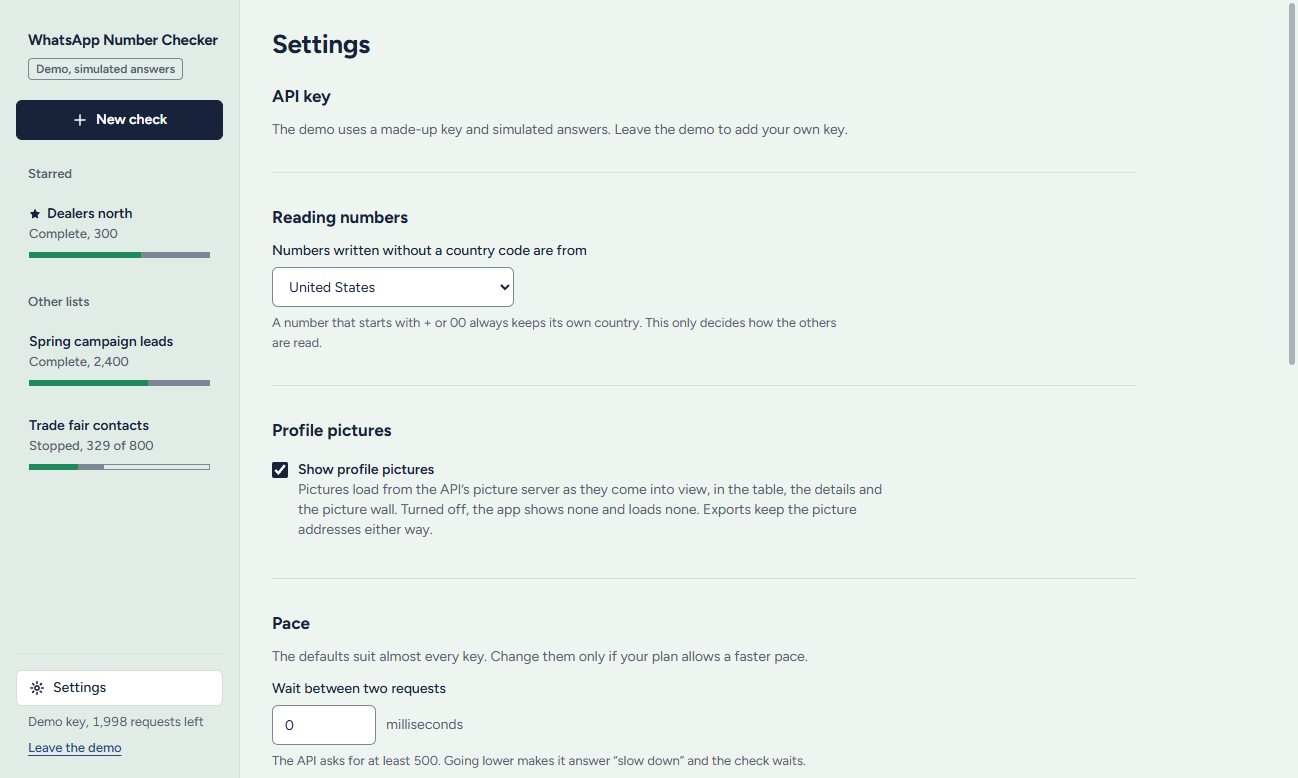 WhatsApp Number Checker
Demo, simulated answers
New check
Starred
Dealers north
Complete, 300
Other lists
Spring campaign leads
Complete, 2,400
Trade fair contacts
Stopped, 329 of 800
Settings
Demo key, 1,998 requests left
Leave the demo
Settings
API key
The demo uses a made-up key and simulated answers. Leave the demo to add your own key.
Reading numbers
Numbers written without a country code are from
United States
A number that starts with + or 00 always keeps its own country. This only decides how the others
are read.
Profile pictures
Show profile pictures
Pictures load from the API's picture server as they come into view, in the table, the details and
the picture wall. Turned off, the app shows none and loads none. Exports keep the picture
addresses either way.
Pace
The defaults suit almost every key. Change them only if your plan allows a faster pace.
Wait between two requests
0 milliseconds
The API asks for at least 500. Going lower makes it answer “slow down” and the check waits.